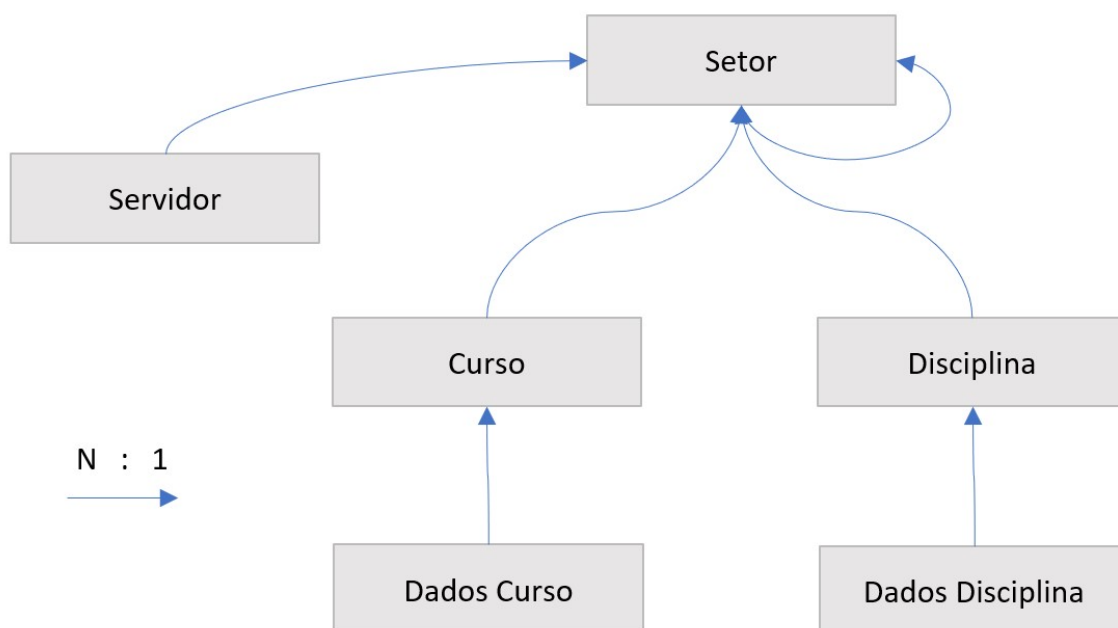 Setor
Servidor
Curso
Disciplina
N : 1
Dados Curso
Dados Disciplina